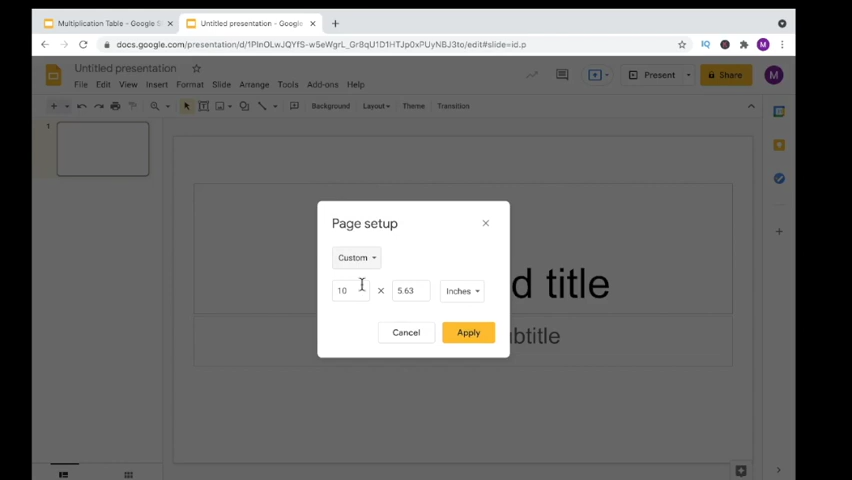 Multiplication Table - Google S
Untitled presentation - Google
docs.google.com/presentation/d/1PlnOLwJQYfS-w5eWgrL_Gr8qU1D1HTJp0xPUyNBJ3to/edit#slide=id.p
IQ
M
Untitled presentation
Present
Share
M
File Edit View Insert Format Slide Arrange Tools Add-ons Help
Background Layout Theme Transition
1
Page setup
Custom
d title
10 × 5.63 Inches
btitle
Cancel Apply